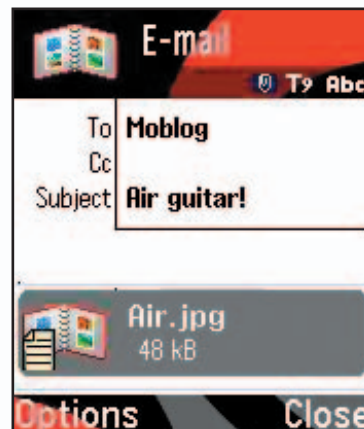 E-mail
T9 Abc
To Moblog
Cc
Subject Air guitar!
Air.jpg
48 kB
Options Close